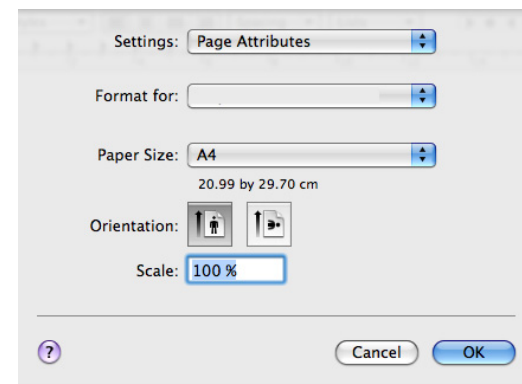 Settings: Page Attributes
Format for:
Paper Size: A4
20.99 by 29.70 cm
Orientation:
Scale: 100 %
?
Cancel OK